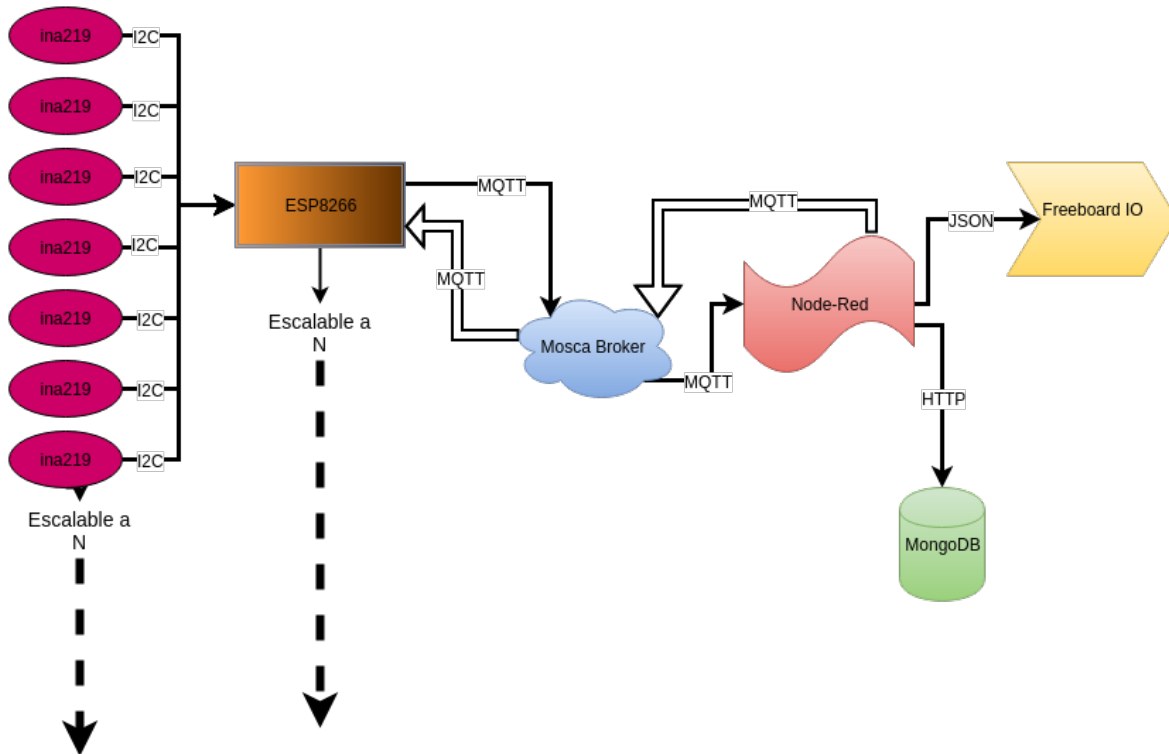 ina219
I2C
ina219
I2C
ina219
I2C
ina219
I2C
ina219
I2C
ina219
I2C
ina219
I2C
Escalable a
N
ESP8266
Escalable a
N
MQTT
MQTT
Mosca Broker
MQTT
MQTT
Node-Red
JSON
Freeboard IO
HTTP
MongoDB